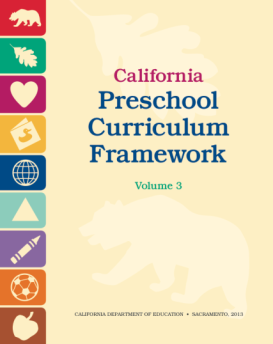 California
Preschool
Curriculum
Framework
Volume 3
CALIFORNIA DEPARTMENT OF EDUCATION • SACRAMENTO, 2013